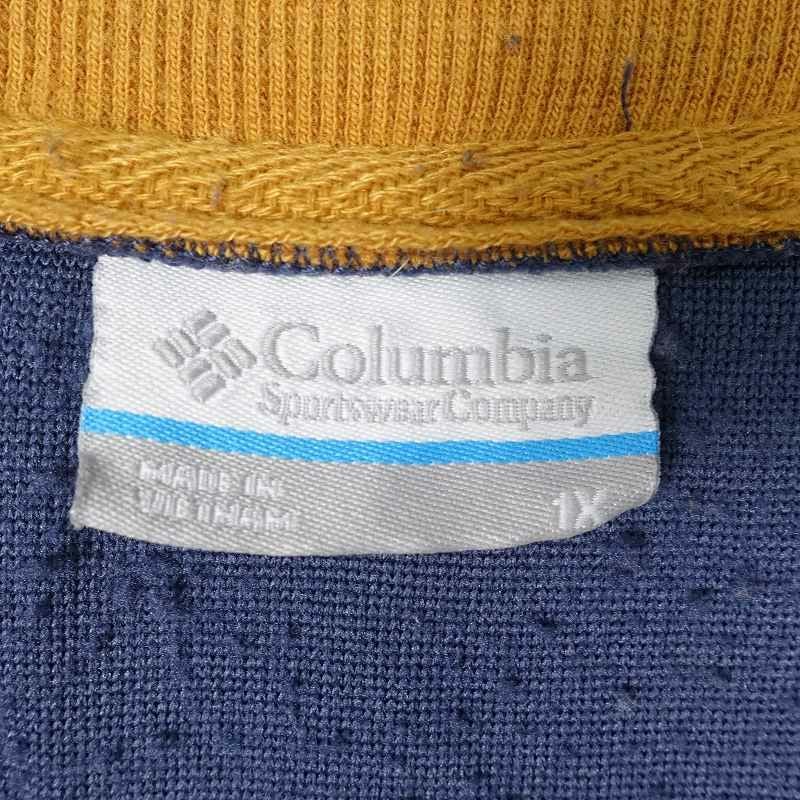 Columbia
Sportswear Company
MADE IN
VIETNAM
1X